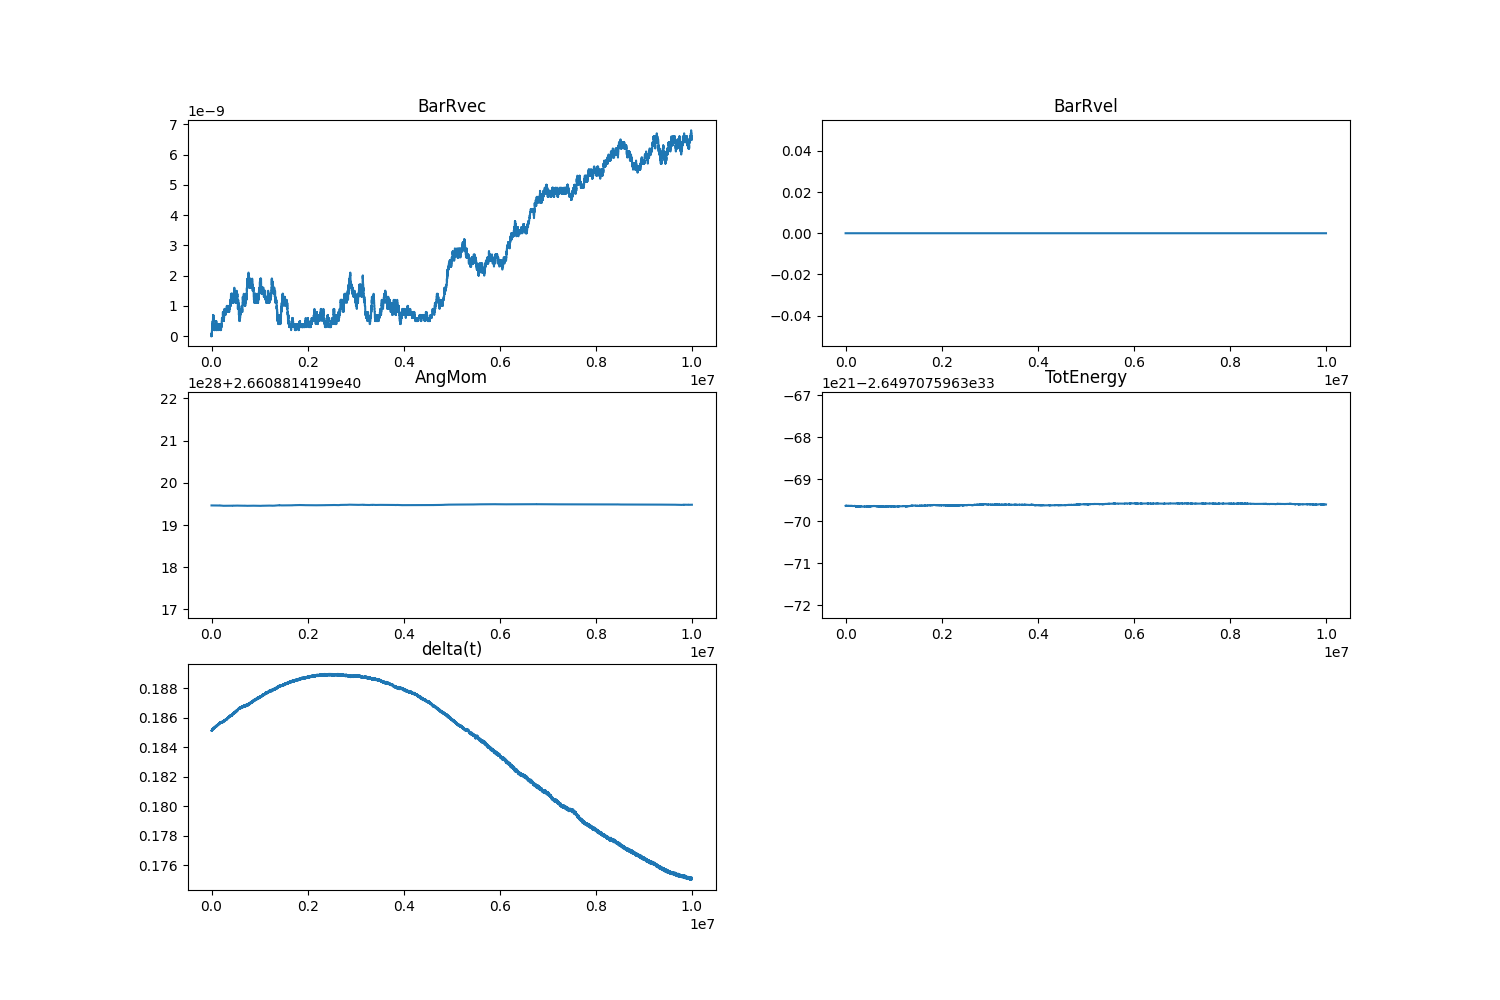 BarRvec
1e−9
7
6
5
4
3
2
1
0
0.0 0.2 0.4 0.6 0.8 1.0
1e7
BarRvel
0.04
0.02
0.00
−0.02
−0.04
0.0 0.2 0.4 0.6 0.8 1.0
1e7
AngMom
1e28+2.6608814199e40
22
21
20
19
18
17
0.0 0.2 0.4 0.6 0.8 1.0
1e7
TotEnergy
1e21−2.6497075963e33
−67
−68
−69
−70
−71
−72
0.0 0.2 0.4 0.6 0.8 1.0
1e7
delta(t)
0.188
0.186
0.184
0.182
0.180
0.178
0.176
0.0 0.2 0.4 0.6 0.8 1.0
1e7